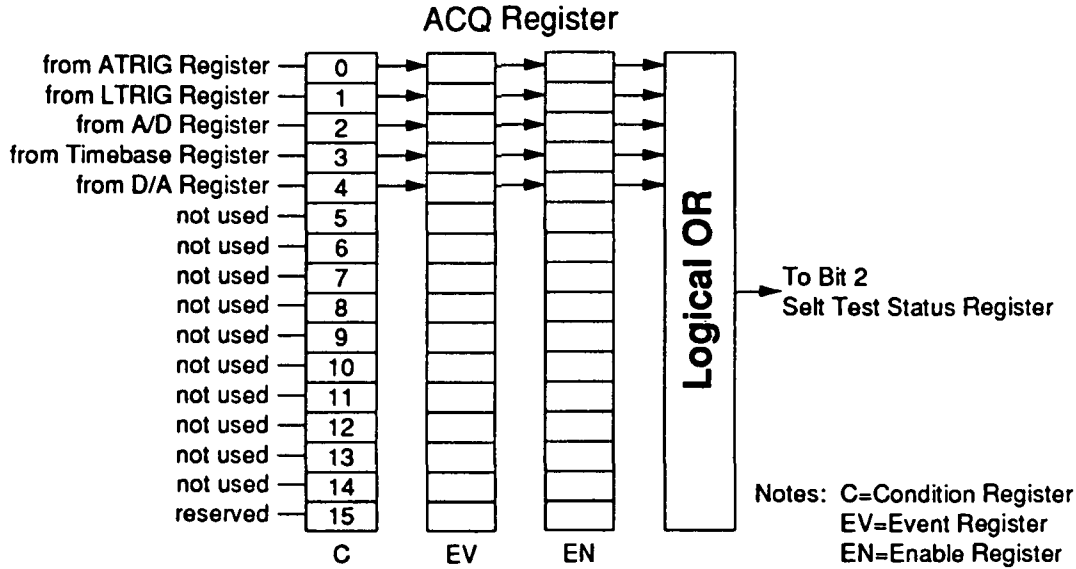 ACQ Register
from ATRIG Register 0
from LTRIG Register 1
from A/D Register 2
from Timebase Register 3
from D/A Register 4
not used 5
not used 6
not used 7
not used 8
not used 9
not used 10
not used 11
not used 12
not used 13
not used 14
reserved 15
C EV EN
Logical OR
To Bit 2
Selt Test Status Register
Notes: C=Condition Register
EV=Event Register
EN=Enable Register